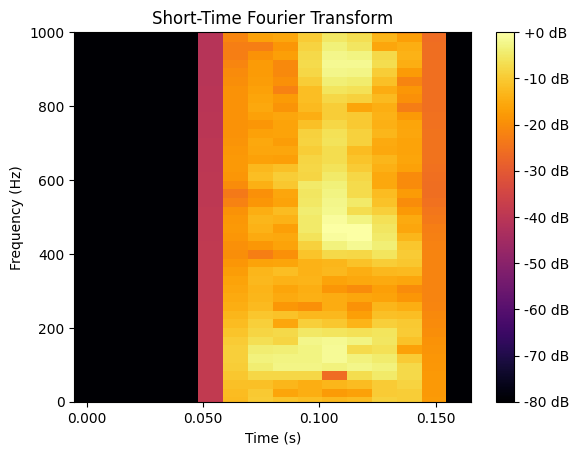 Short-Time Fourier Transform
Frequency (Hz)
1000
800
600
400
200
0
0.000
0.050
0.100
0.150
Time (s)
+0 dB
-10 dB
-20 dB
-30 dB
-40 dB
-50 dB
-60 dB
-70 dB
-80 dB